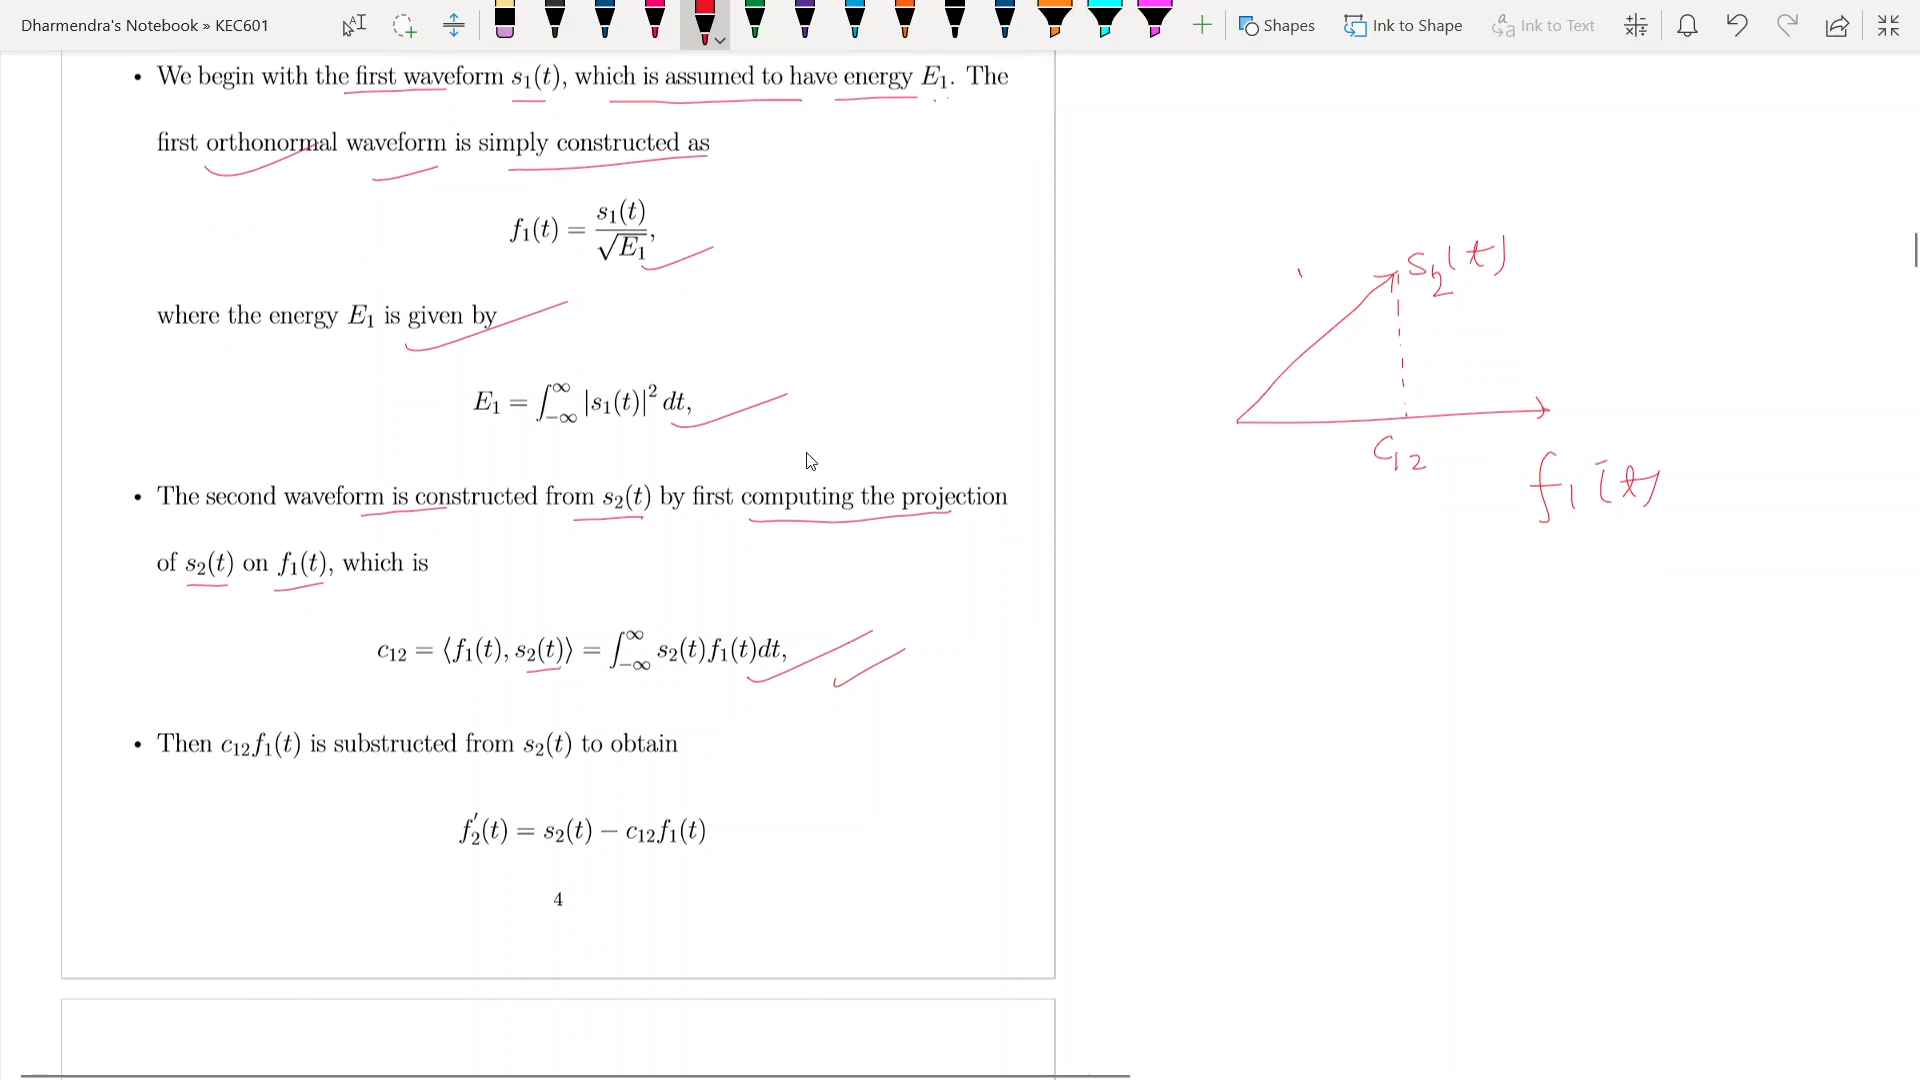 Dharmendra's Notebook » KEC601
Shapes
Ink to Shape
Ink to Text
• We begin with the first waveform s₁(t), which is assumed to have energy E₁. The
first orthonormal waveform is simply constructed as
f₁(t) = s₁(t)/√E₁,
where the energy E₁ is given by
E₁ = ∫_{-∞}^{∞} |s₁(t)|² dt,
• The second waveform is constructed from s₂(t) by first computing the projection
of s₂(t) on f₁(t), which is
c₁₂ = ⟨f₁(t), s₂(t)⟩ = ∫_{-∞}^{∞} s₂(t)f₁(t)dt,
• Then c₁₂f₁(t) is substructed from s₂(t) to obtain
f₂′(t) = s₂(t) − c₁₂f₁(t)
4
s₂(t)
c₁₂
f₁(t)